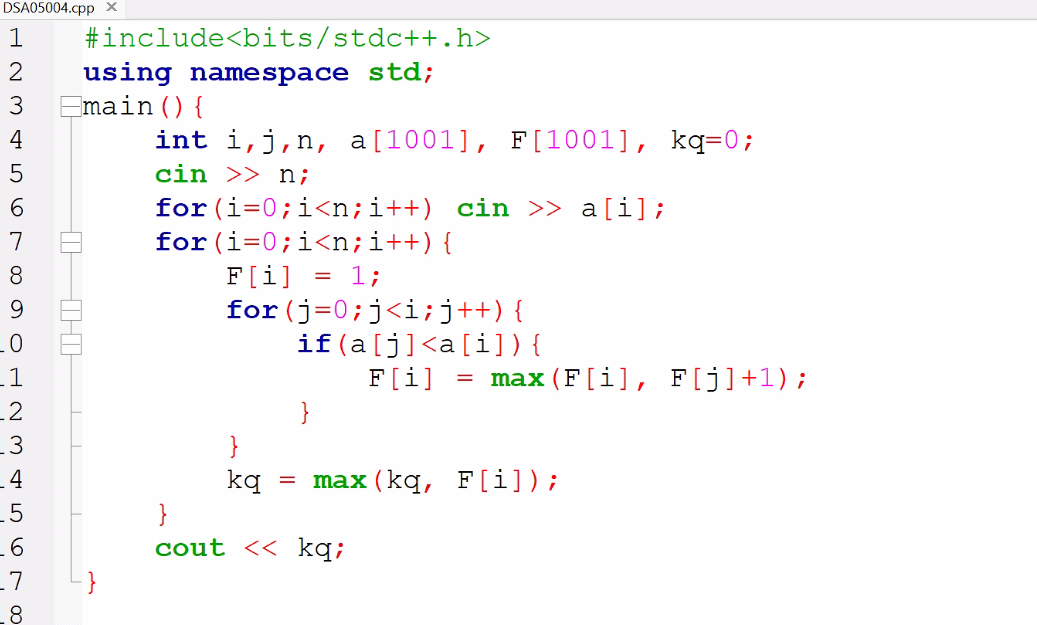 DSA05004.cpp ✕
1 #include<bits/stdc++.h>
2 using namespace std;
3 main(){
4     int i,j,n, a[1001], F[1001], kq=0;
5     cin >> n;
6     for(i=0;i<n;i++) cin >> a[i];
7     for(i=0;i<n;i++){
8         F[i] = 1;
9         for(j=0;j<i;j++){
10             if(a[j]<a[i]){
11                 F[i] = max(F[i], F[j]+1);
12             }
13         }
14         kq = max(kq, F[i]);
15     }
16     cout << kq;
17 }
18